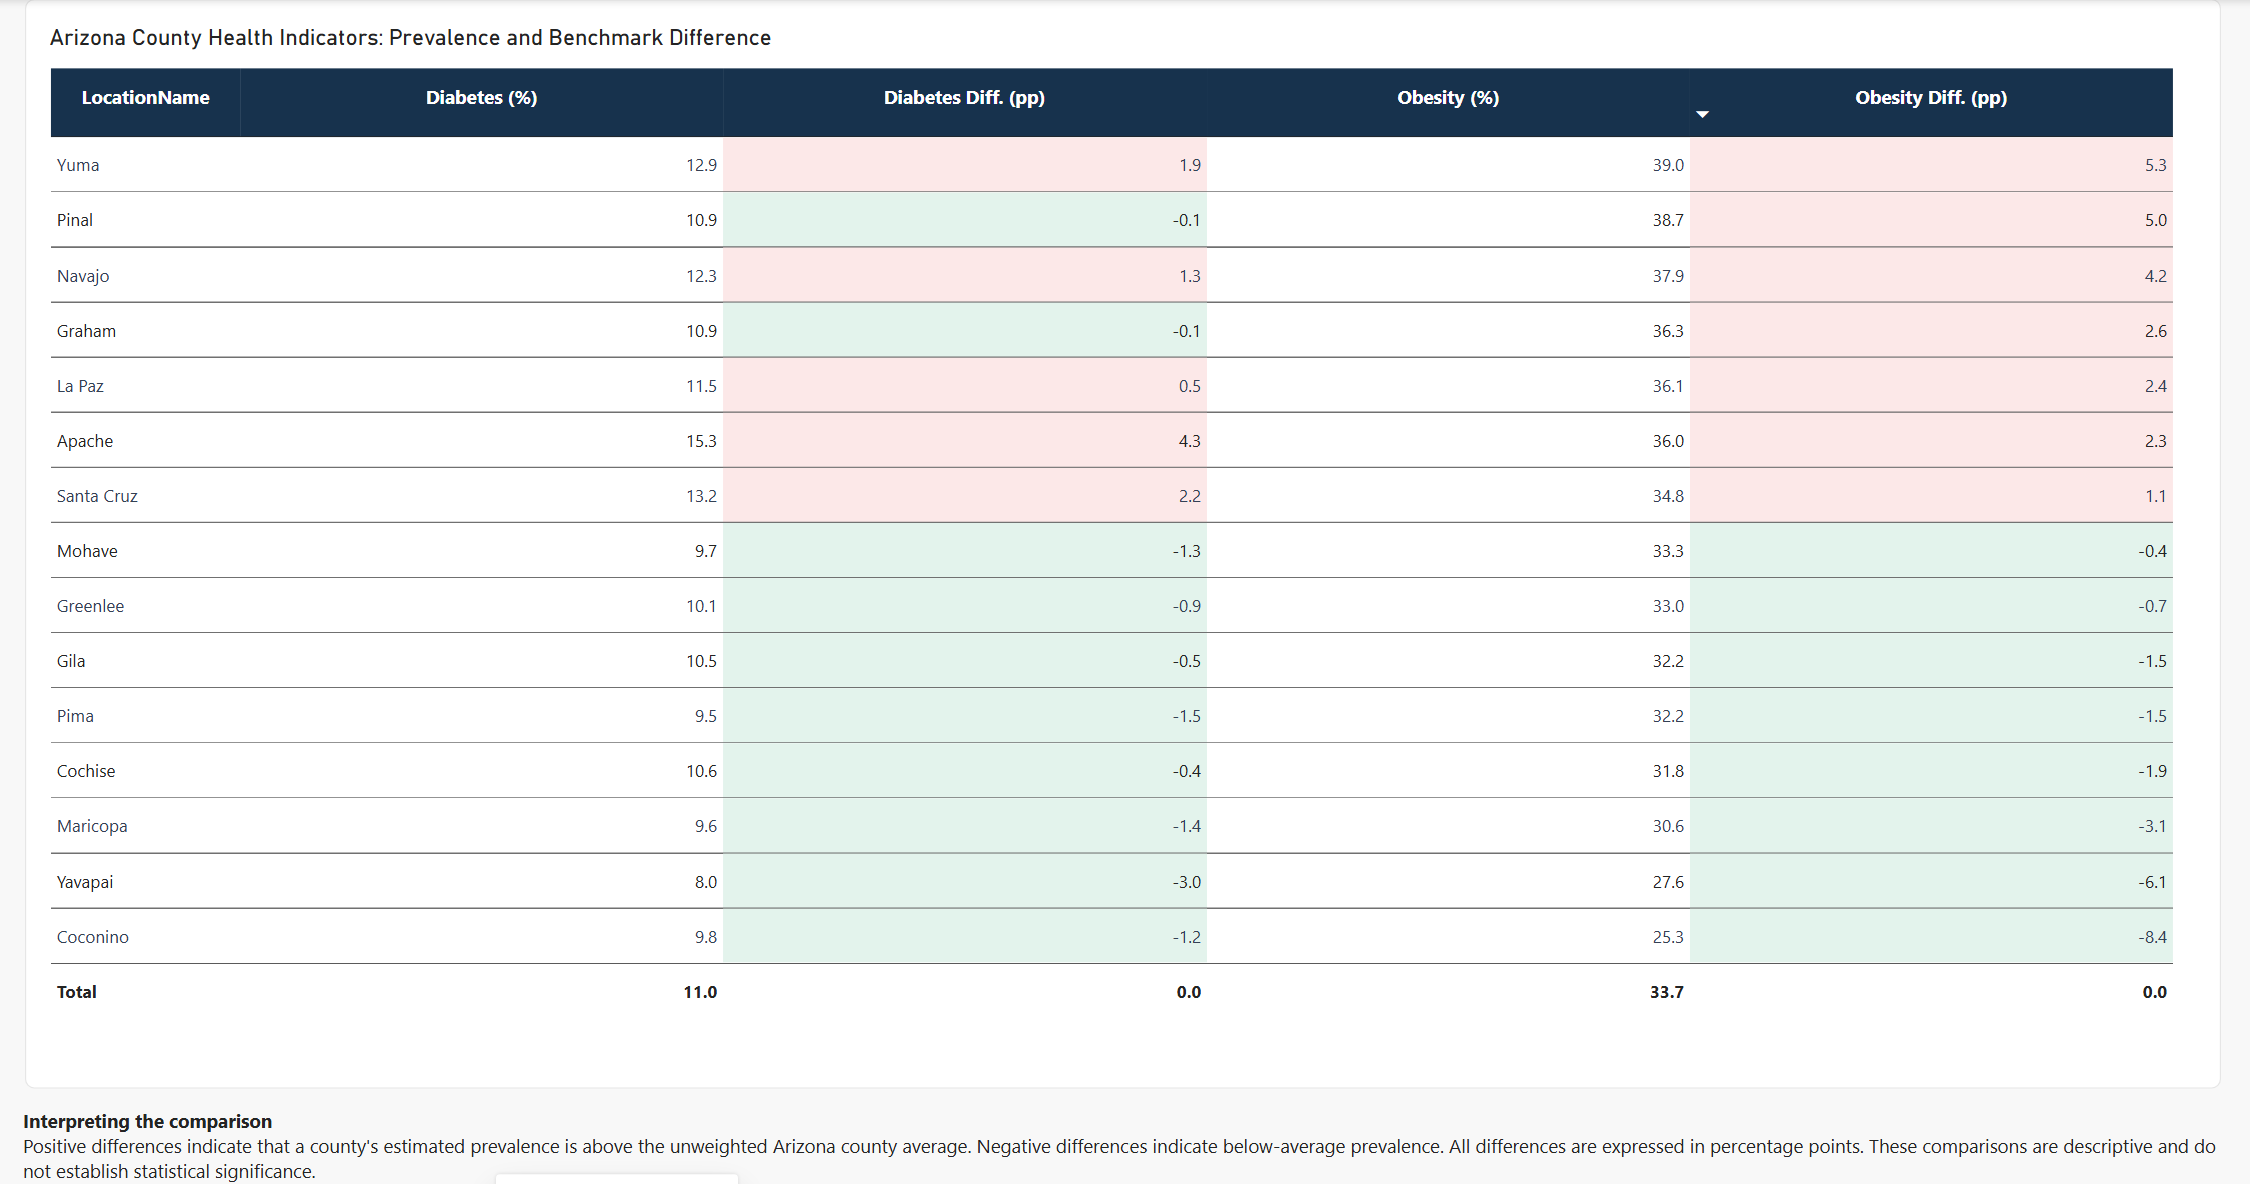 Arizona County Health Indicators: Prevalence and Benchmark Difference
LocationName Diabetes (%) Diabetes Diff. (pp) Obesity (%) Obesity Diff. (pp)
Yuma 12.9 1.9 39.0 5.3
Pinal 10.9 -0.1 38.7 5.0
Navajo 12.3 1.3 37.9 4.2
Graham 10.9 -0.1 36.3 2.6
La Paz 11.5 0.5 36.1 2.4
Apache 15.3 4.3 36.0 2.3
Santa Cruz 13.2 2.2 34.8 1.1
Mohave 9.7 -1.3 33.3 -0.4
Greenlee 10.1 -0.9 33.0 -0.7
Gila 10.5 -0.5 32.2 -1.5
Pima 9.5 -1.5 32.2 -1.5
Cochise 10.6 -0.4 31.8 -1.9
Maricopa 9.6 -1.4 30.6 -3.1
Yavapai 8.0 -3.0 27.6 -6.1
Coconino 9.8 -1.2 25.3 -8.4
Total 11.0 0.0 33.7 0.0
Interpreting the comparison
Positive differences indicate that a county's estimated prevalence is above the unweighted Arizona county average. Negative differences indicate below-average prevalence. All differences are expressed in percentage points. These comparisons are descriptive and do
not establish statistical significance.